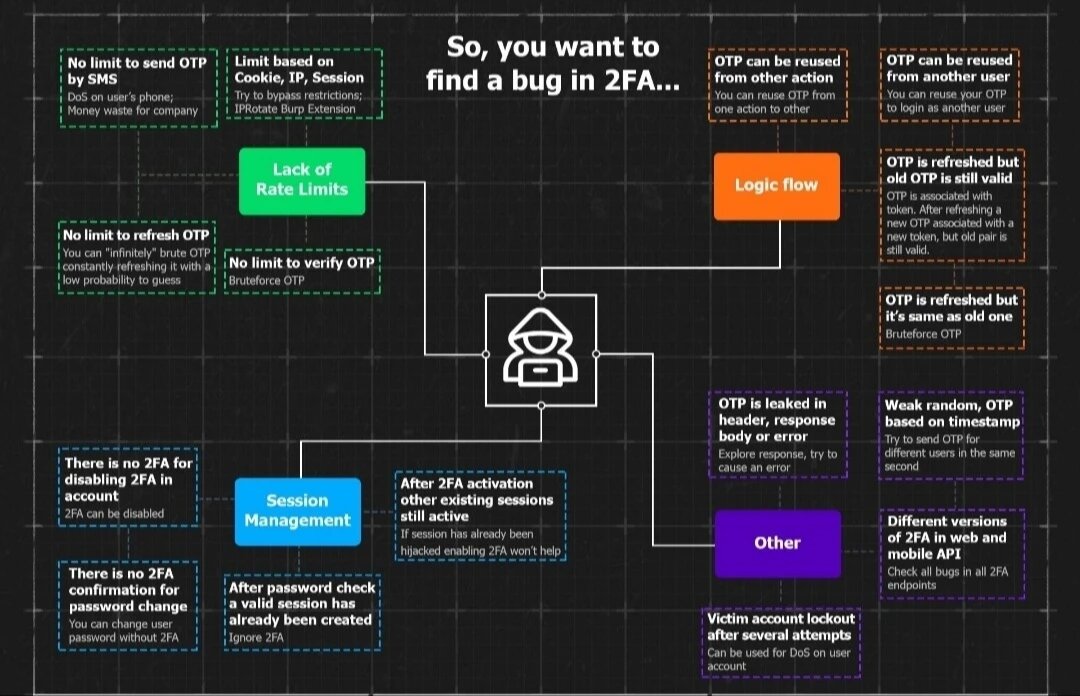 So, you want to
find a bug in 2FA...
No limit to send OTP
by SMS
DoS on user's phone;
Money waste for company
Limit based on
Cookie, IP, Session
Try to bypass restrictions;
IPRotate Burp Extension
Lack of
Rate Limits
No limit to refresh OTP
You can "infinitely" brute OTP
constantly refreshing it with a
low probability to guess
No limit to verify OTP
Bruteforce OTP
OTP can be reused
from other action
You can reuse OTP from
one action to other
OTP can be reused
from another user
You can reuse your OTP
to login as another user
Logic flow
OTP is refreshed but
old OTP is still valid
OTP is associated with
token. After refreshing a
new OTP associated with a
new token, but old pair is
still valid.
OTP is refreshed but
it's same as old one
Bruteforce OTP
There is no 2FA for
disabling 2FA in
account
2FA can be disabled
Session
Management
After 2FA activation
other existing sessions
still active
If session has already been
hijacked enabling 2FA won't help
There is no 2FA
confirmation for
password change
You can change user
password without 2FA
After password check
a valid session has
already been created
Ignore 2FA
OTP is leaked in
header, response
body or error
Explore response, try to
cause an error
Weak random, OTP
based on timestamp
Try to send OTP for
different users in the same
second
Other
Different versions
of 2FA in web and
mobile API
Check all bugs in all 2FA
endpoints
Victim account lockout
after several attempts
Can be used for DoS on user
account